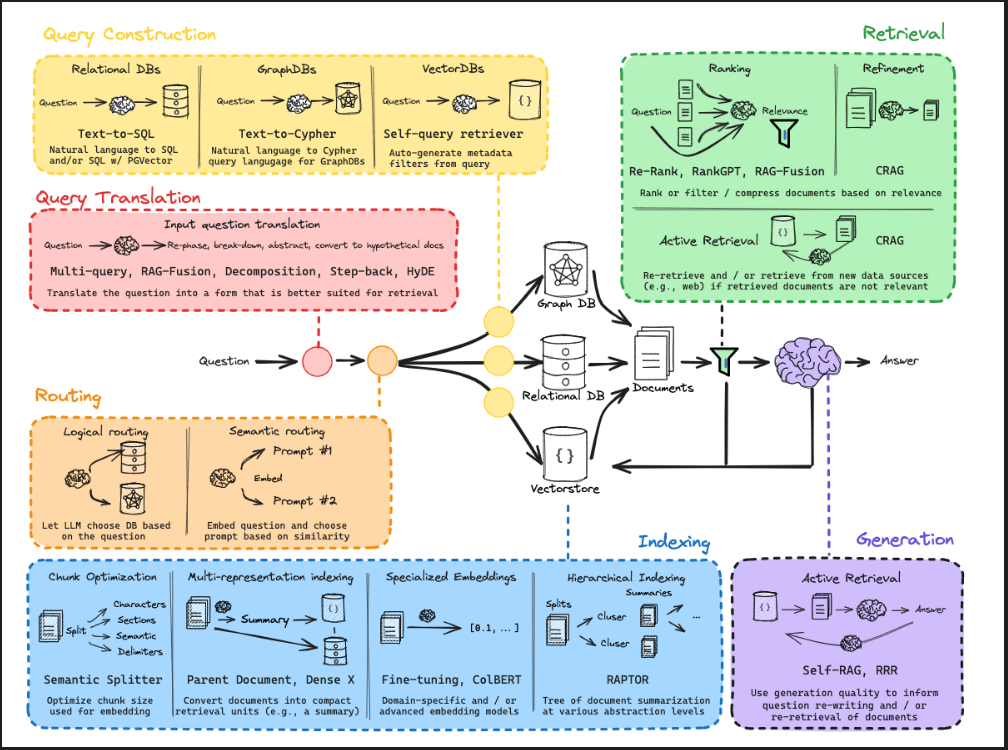 Query Construction
Relational DBs
Question
Text-to-SQL
Natural language to SQL
and/or SQL w/ PGVector
GraphDBs
Question
Text-to-Cypher
Natural language to Cypher
query langugage for GraphDBs
VectorDBs
Question
{ }
Self-query retriever
Auto-generate metadata
filters from query
Retrieval
Ranking
Question
Relevance
Re-Rank, RankGPT, RAG-Fusion
Refinement
CRAG
Rank or filter / compress documents based on relevance
Active Retrieval
{ }
CRAG
Re-retrieve and / or retrieve from new data sources
(e.g., web) if retrieved documents are not relevant
Query Translation
Input question translation
Question
Re-phase, break-down, abstract, convert to hypothetical docs
Multi-query, RAG-Fusion, Decomposition, Step-back, HyDE
Translate the question into a form that is better suited for retrieval
Question
Graph DB
Relational DB
{ }
Vectorstore
Documents
Answer
Routing
Logical routing
Let LLM choose DB based
on the question
Semantic routing
Prompt #1
Embed
Prompt #2
Embed question and choose
prompt based on similarity
Indexing
Chunk Optimization
Split
Characters
Sections
Semantic
Delimiters
Semantic Splitter
Optimize chunk size
used for embedding
Multi-representation indexing
Summary
{ }
Parent Document, Dense X
Convert documents into compact
retrieval units (e.g., a summary)
Specialized Embeddings
[0.1, ... ]
Fine-tuning, ColBERT
Domain-specific and / or
advanced embedding models
Hierarchical Indexing
Summaries
Splits
Cluser
Cluser
...
RAPTOR
Tree of document summarization
at various abstraction levels
Generation
Active Retrieval
{ }
Answer
Self-RAG, RRR
Use generation quality to inform
question re-writing and / or
re-retrieval of documents